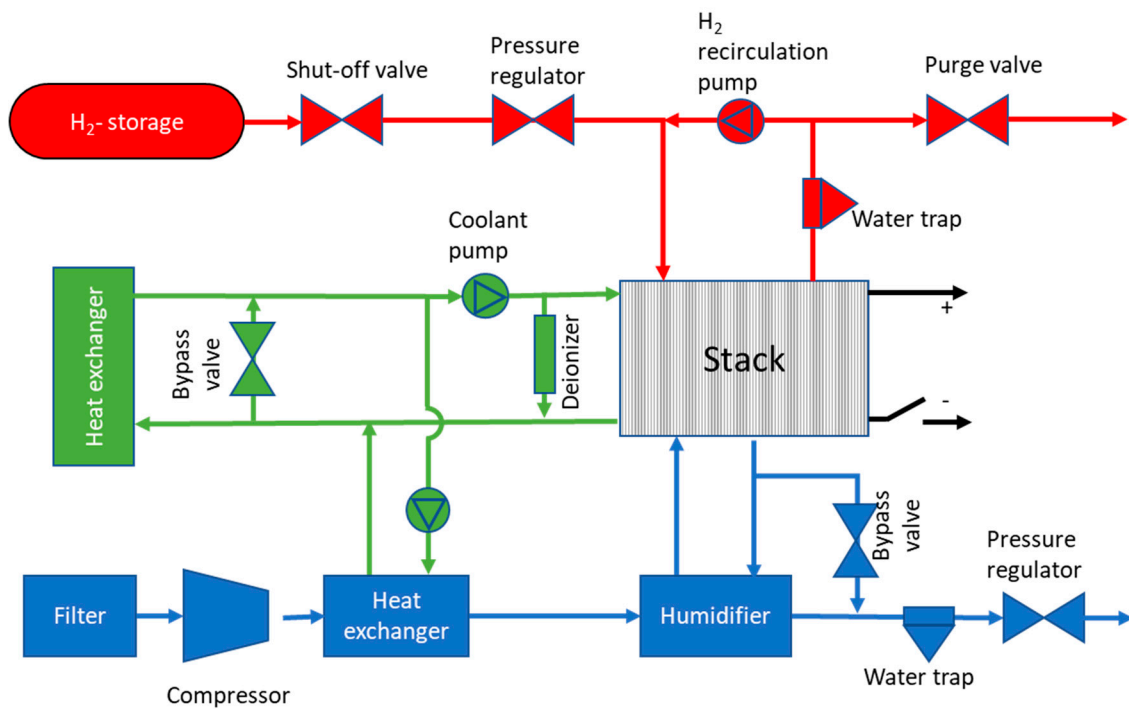 H₂
recirculation
pump
Pressure
regulator
Shut-off valve
Purge valve
H₂- storage
Water trap
Coolant
pump
Heat exchanger
Bypass
valve
Deionizer
Stack
+
-
Bypass
valve
Pressure
regulator
Filter
Heat
exchanger
Humidifier
Compressor
Water trap